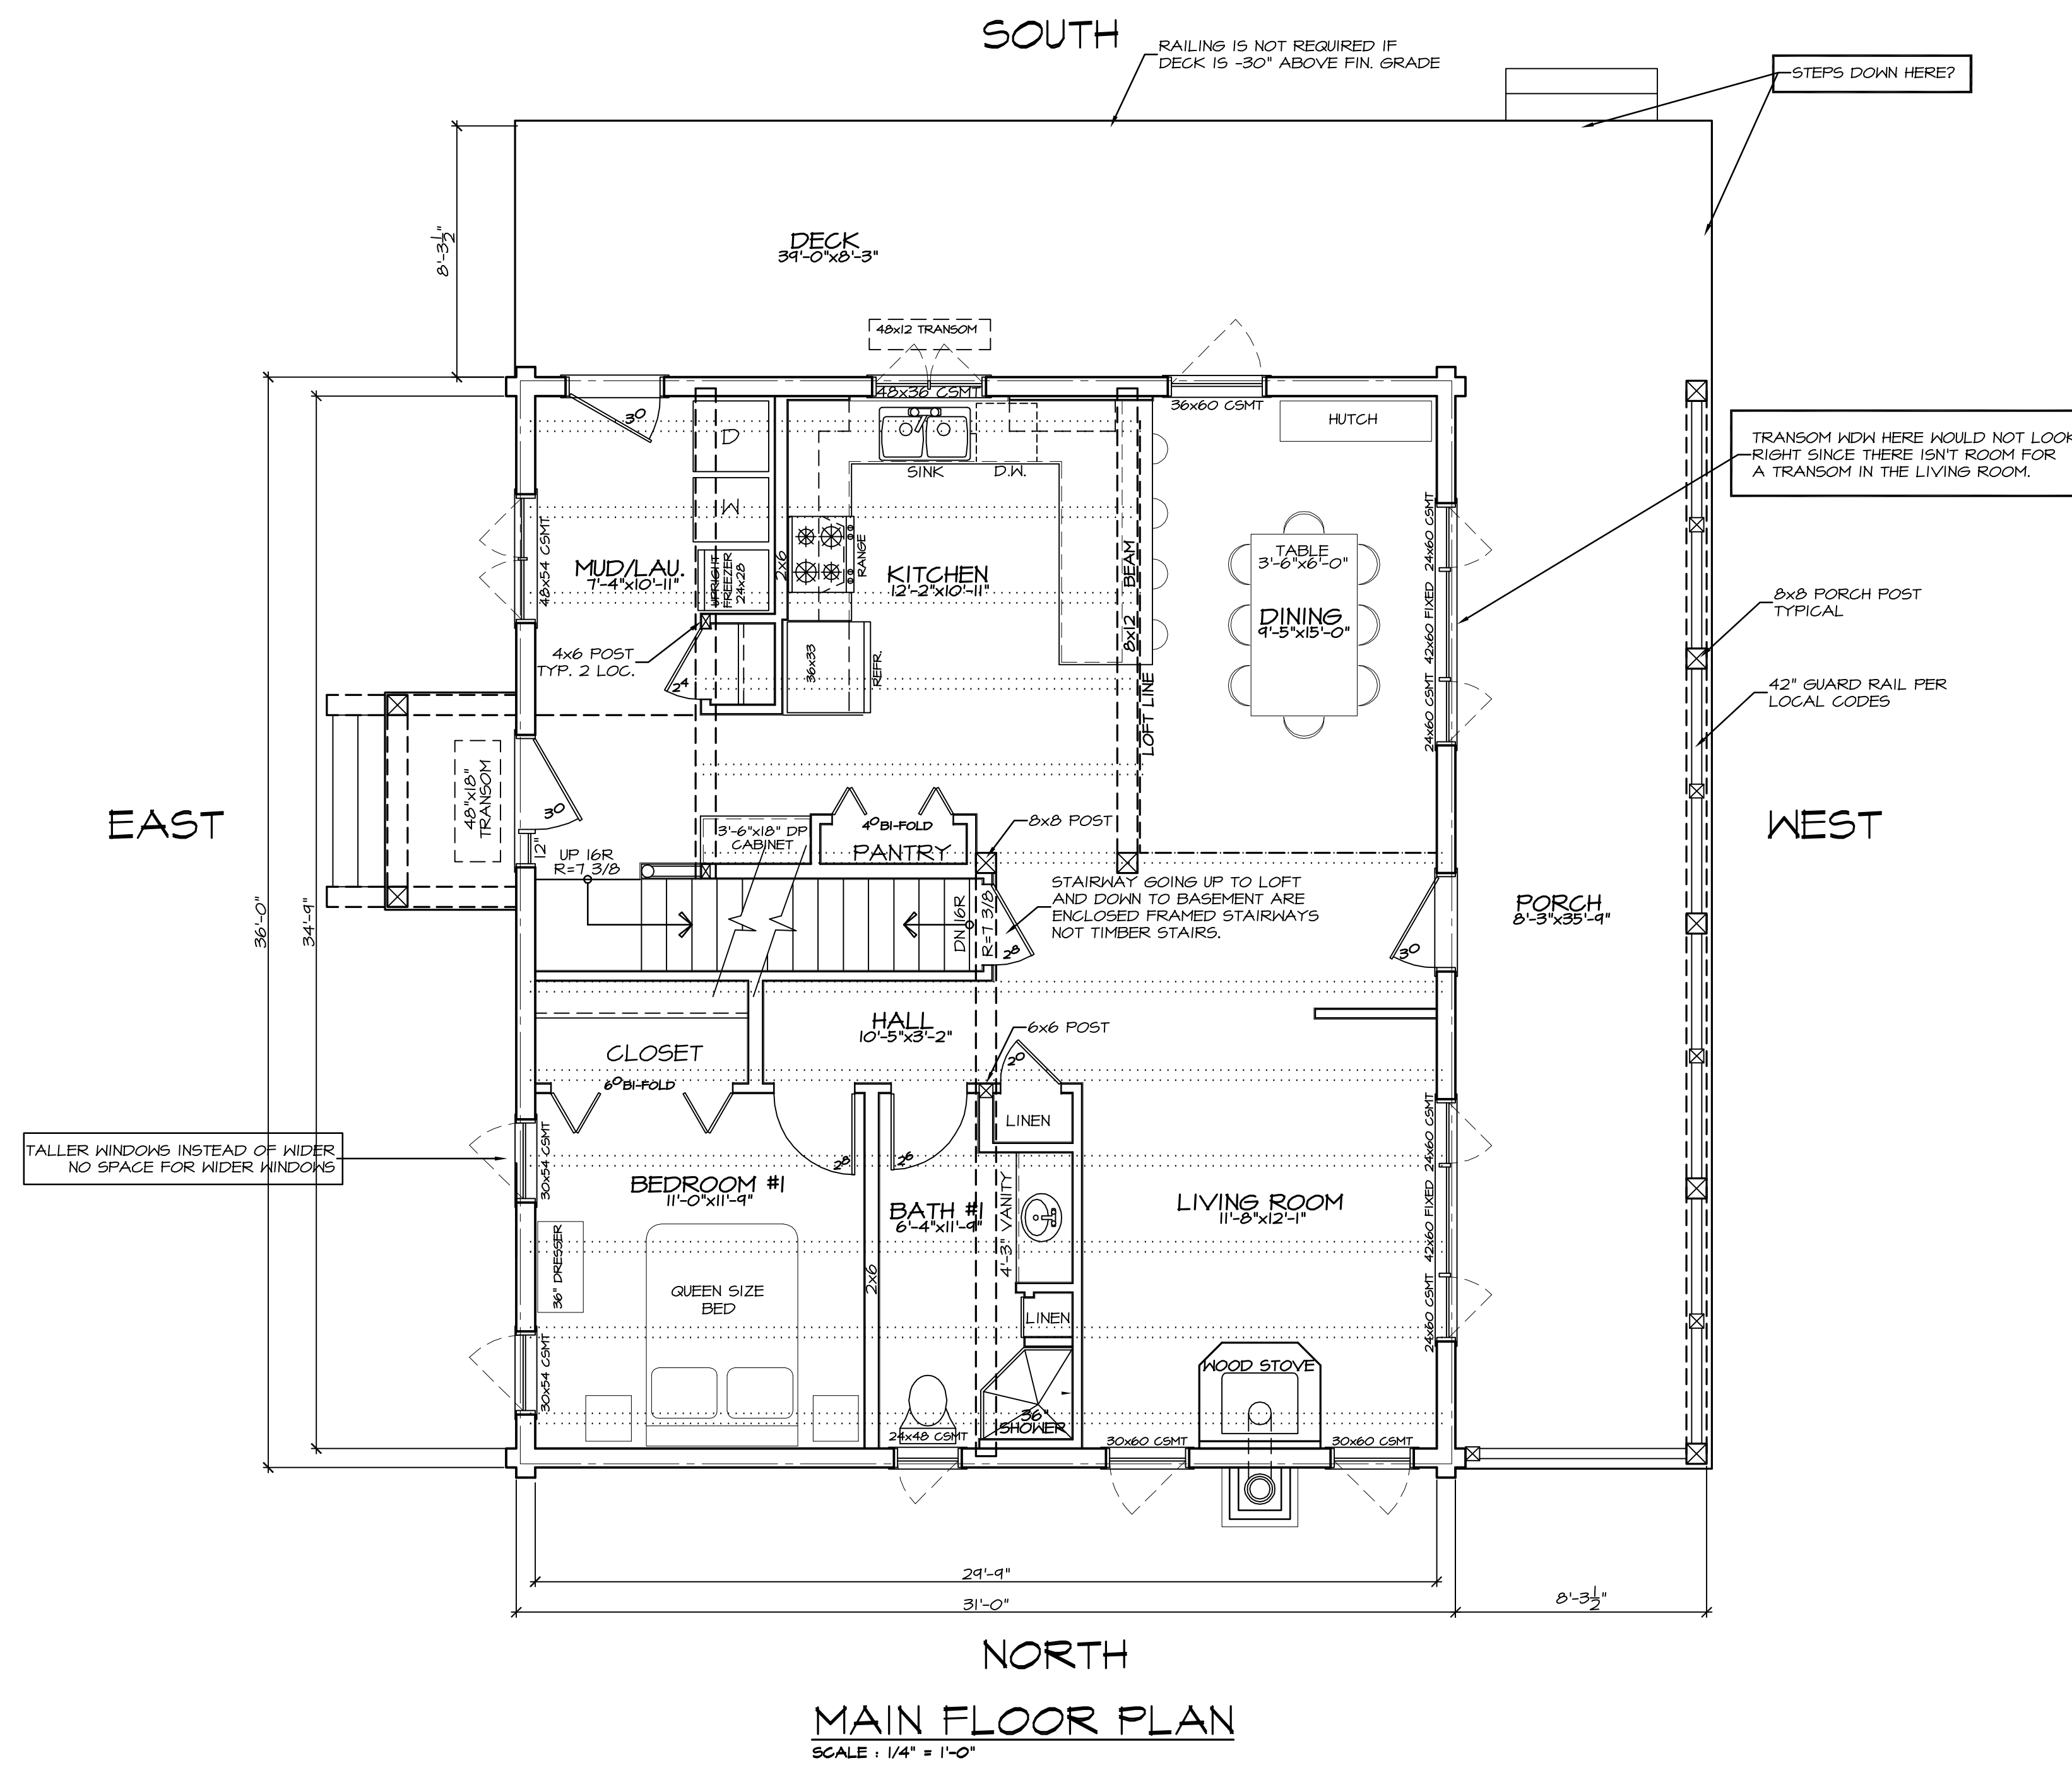 SOUTH
RAILING IS NOT REQUIRED IF
DECK IS -30" ABOVE FIN. GRADE
STEPS DOWN HERE?
8'-3½"
DECK
39'-0"x8'-3"
48x12 TRANSOM
48x36 CSMT
36x60 CSMT
HUTCH
3⁰
D
W
UPRIGHT
FREEZER
24x28
2x6
SINK
D.W.
RANGE
TRANSOM WDW HERE WOULD NOT LOOK
RIGHT SINCE THERE ISN'T ROOM FOR
A TRANSOM IN THE LIVING ROOM.
48x54 CSMT
MUD/LAU.
7'-4"x10'-11"
KITCHEN
12'-2"x10'-11"
8x12 BEAM
LOFT LINE
TABLE
3'-6"x6'-0"
DINING
9'-5"x15'-0"
24x60 CSMT
42x60 FIXED
24x60 CSMT
8x8 PORCH POST
TYPICAL
4x6 POST
TYP. 2 LOC.
2⁴
36x33
REFR.
42" GUARD RAIL PER
LOCAL CODES
48"x18"
TRANSOM
3⁰
12"
EAST
WEST
36'-0"
34'-9"
UP 16R
R=7 3/8
3'-6"x18" DP
CABINET
4⁰ BI-FOLD
PANTRY
8x8 POST
STAIRWAY GOING UP TO LOFT
AND DOWN TO BASEMENT ARE
ENCLOSED FRAMED STAIRWAYS
NOT TIMBER STAIRS.
DN 16R
R=7 3/8
2⁸
3⁰
PORCH
8'-3"x35'-9"
HALL
10'-5"x3'-2"
6x6 POST
2⁰
CLOSET
6⁰ BI-FOLD
LINEN
TALLER WINDOWS INSTEAD OF WIDER
NO SPACE FOR WIDER WINDOWS
30x54 CSMT
2⁸
2⁶
BEDROOM #1
11'-0"x11'-9"
BATH #1
6'-4"x11'-9"
4'-3" VANITY
LIVING ROOM
11'-8"x12'-1"
24x60 CSMT
42x60 FIXED
24x60 CSMT
36" DRESSER
QUEEN SIZE
BED
2x6
LINEN
30x54 CSMT
WOOD STOVE
36"
SHOWER
24x48 CSMT
30x60 CSMT
30x60 CSMT
29'-9"
31'-0"
8'-3½"
NORTH
MAIN FLOOR PLAN
SCALE : 1/4" = 1'-0"